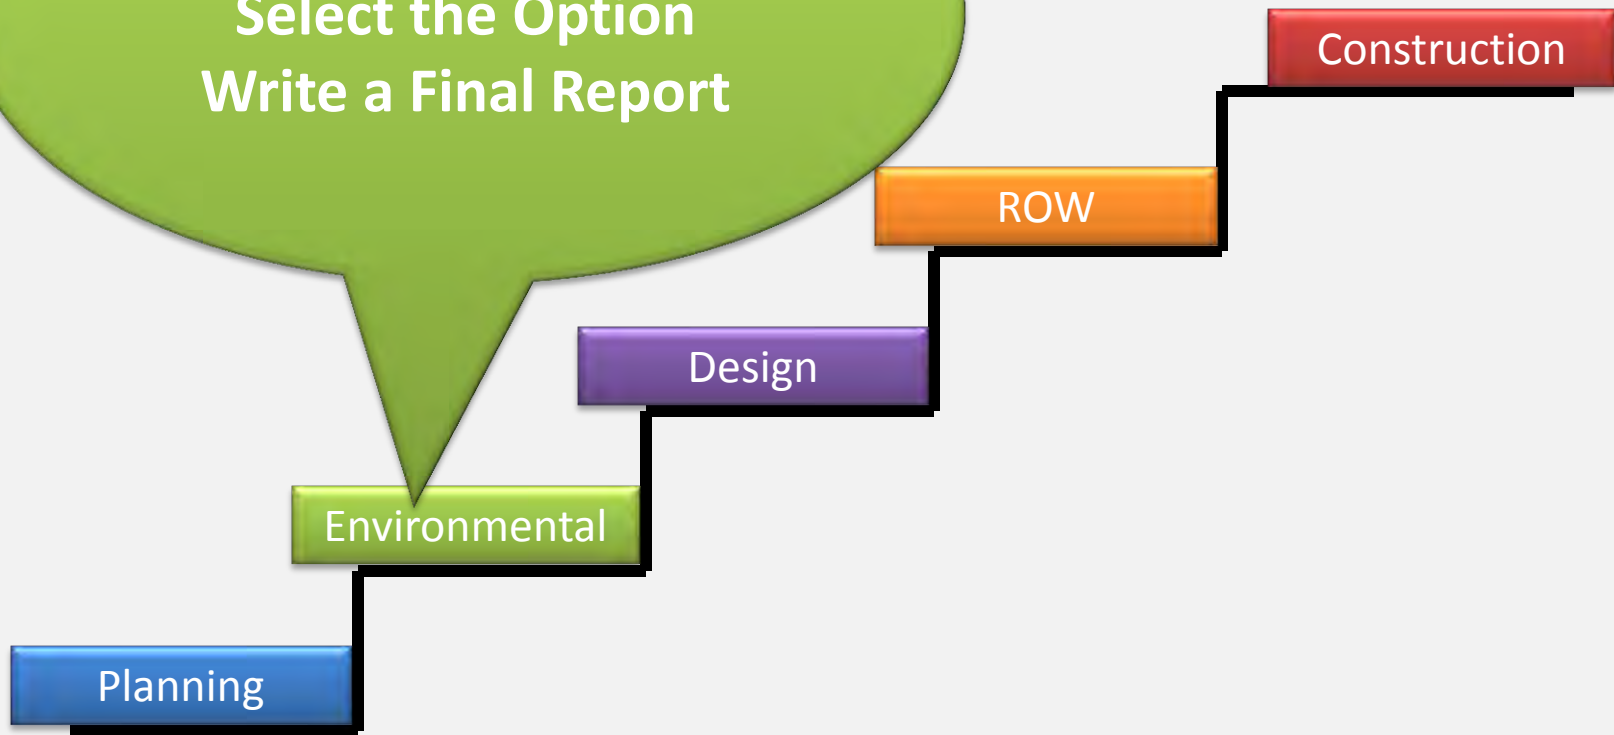 Select the Option
Write a Final Report
Construction
ROW
Design
Environmental
Planning